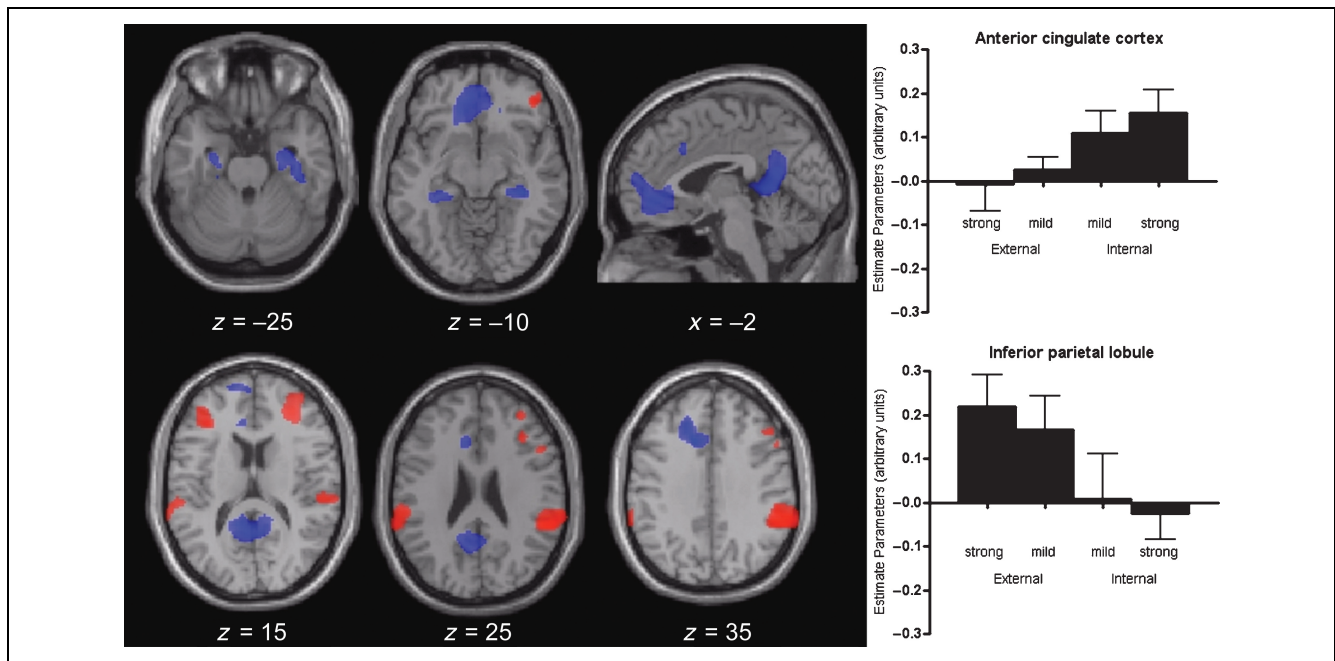 z = –25
z = –10
x = –2
z = 15
z = 25
z = 35
Anterior cingulate cortex
Estimate Parameters (arbitrary units)
0.3
0.2
0.1
–0.0
–0.1
–0.2
–0.3
strong mild mild strong
External Internal
Inferior parietal lobule
Estimate Parameters (arbitrary units)
0.3
0.2
0.1
–0.0
–0.1
–0.2
–0.3
strong mild mild strong
External Internal